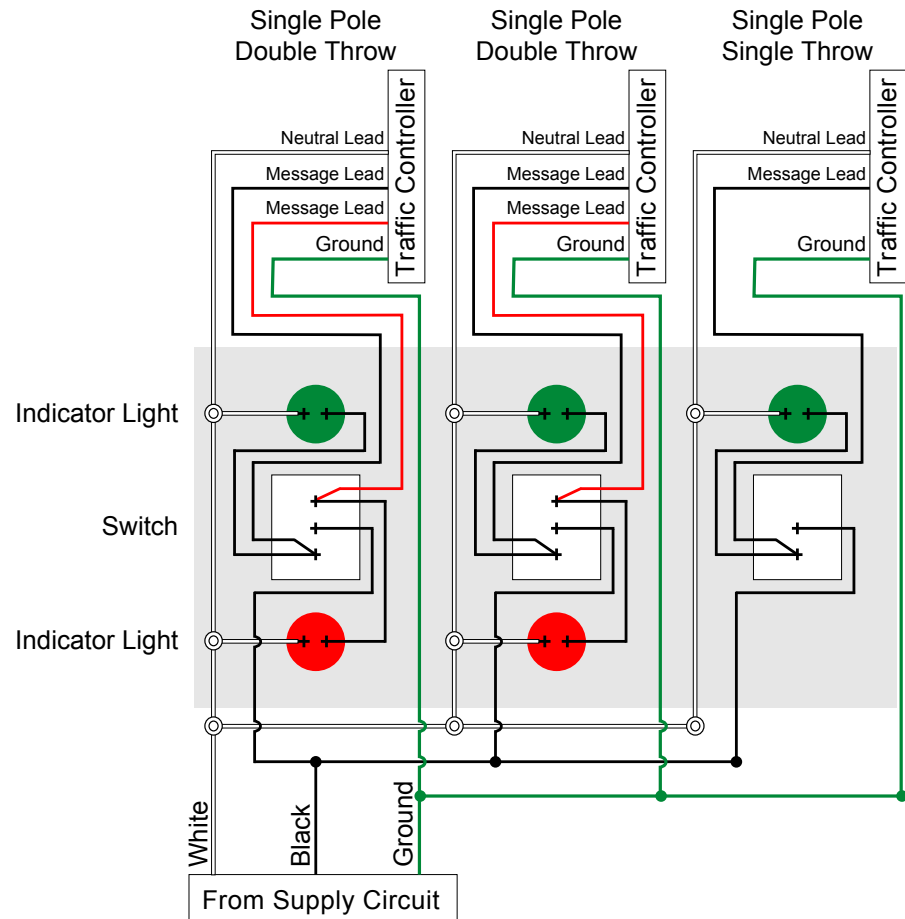 Single Pole
Double Throw
Single Pole
Double Throw
Single Pole
Single Throw
Neutral Lead
Message Lead
Message Lead
Ground
Traffic Controller
Neutral Lead
Message Lead
Message Lead
Ground
Traffic Controller
Neutral Lead
Message Lead
Ground
Traffic Controller
Indicator Light
Switch
Indicator Light
White
Black
Ground
From Supply Circuit